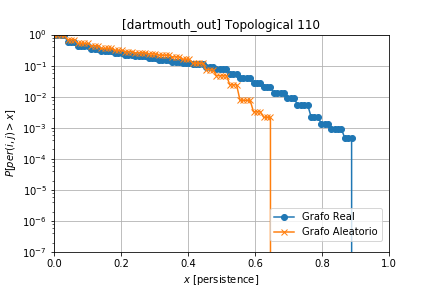 [dartmouth_out] Topological 110
10^0
10^-1
10^-2
10^-3
10^-4
10^-5
10^-6
10^-7
P[per(i, j) > x]
Grafo Real
Grafo Aleatorio
0.0 0.2 0.4 0.6 0.8 1.0
x [persistence]